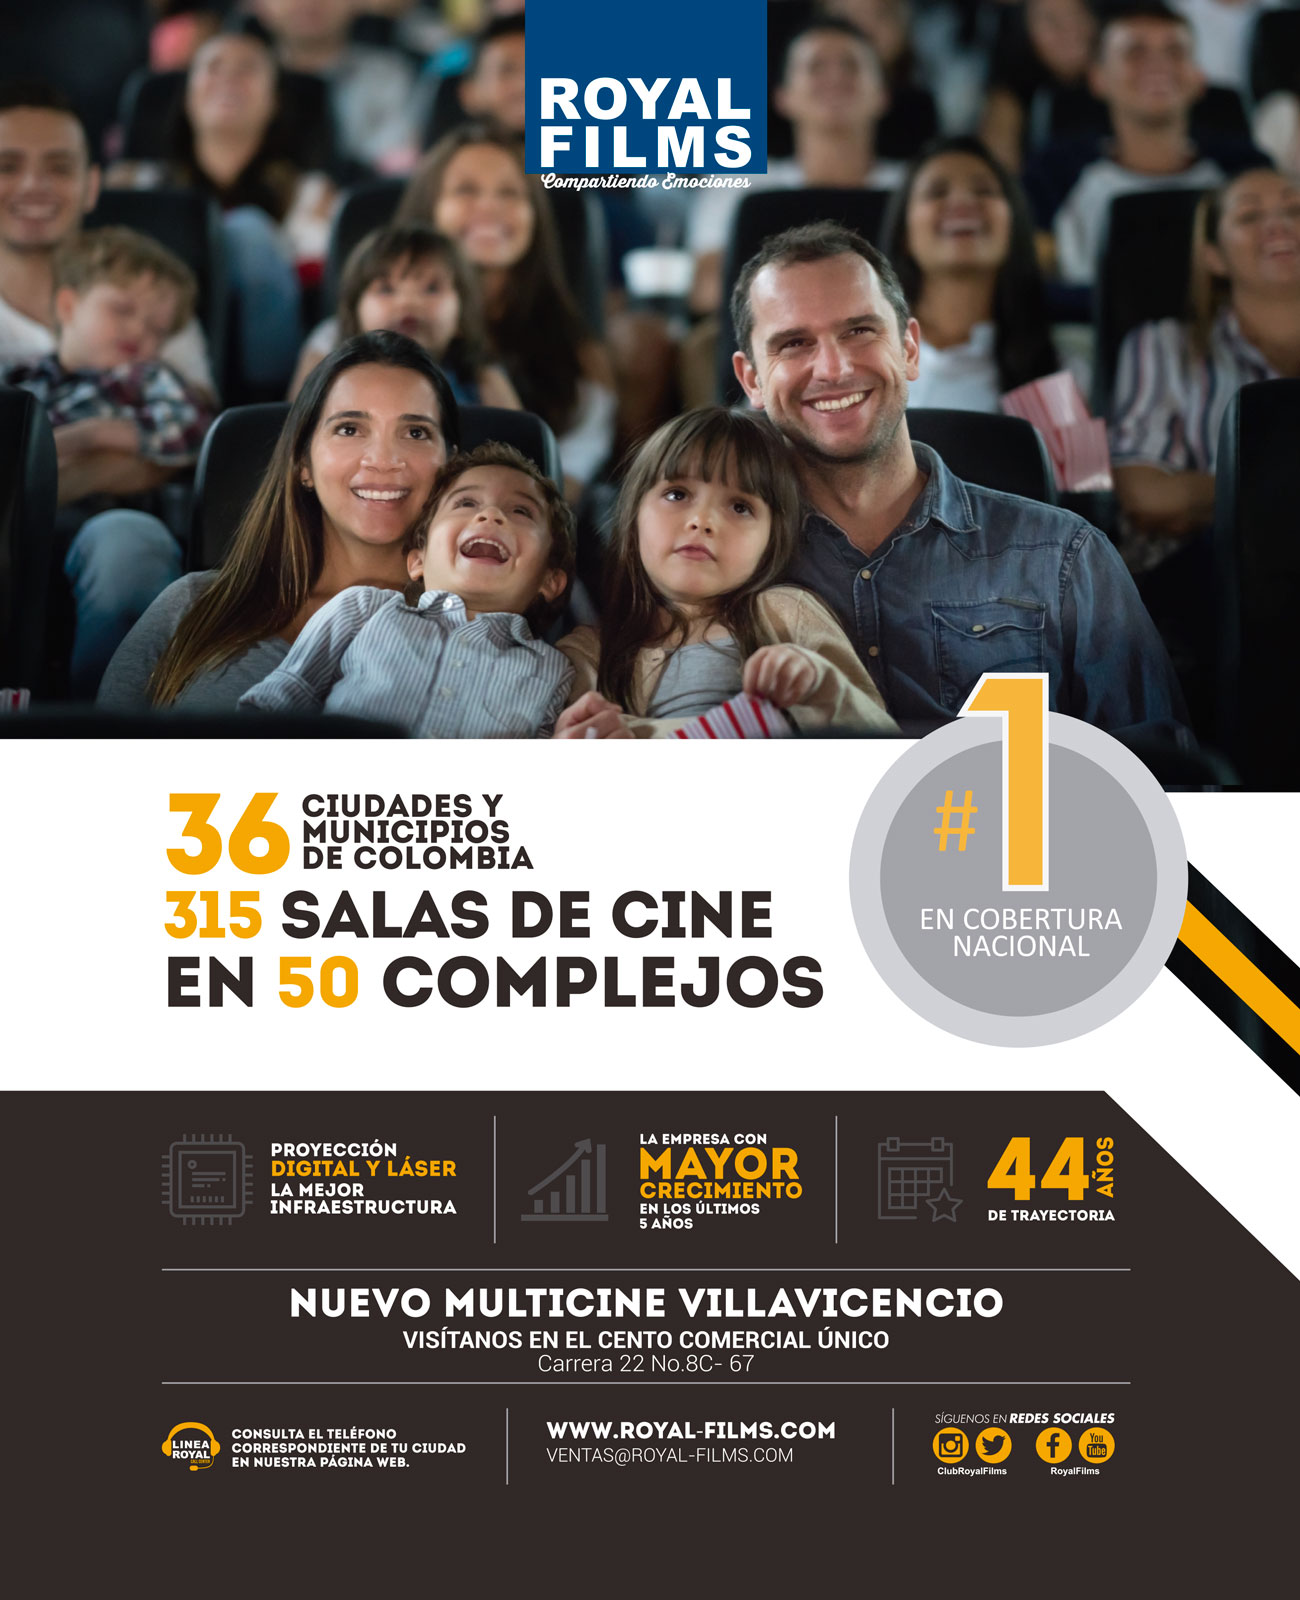 ROYAL
FILMS
Compartiendo Emociones
36 CIUDADES Y
MUNICIPIOS
DE COLOMBIA
315 SALAS DE CINE
EN 50 COMPLEJOS
#1
EN COBERTURA
NACIONAL
PROYECCIÓN
DIGITAL Y LÁSER
LA MEJOR
INFRAESTRUCTURA
LA EMPRESA CON
MAYOR
CRECIMIENTO
EN LOS ÚLTIMOS
5 AÑOS
44 AÑOS
DE TRAYECTORIA
NUEVO MULTICINE VILLAVICENCIO
VISÍTANOS EN EL CENTO COMERCIAL ÚNICO
Carrera 22 No.8C- 67
LINEA
ROYAL
CALL CENTER
CONSULTA EL TELÉFONO
CORRESPONDIENTE DE TU CIUDAD
EN NUESTRA PÁGINA WEB.
WWW.ROYAL-FILMS.COM
VENTAS@ROYAL-FILMS.COM
SÍGUENOS EN REDES SOCIALES
You
Tube
ClubRoyalFilms
RoyalFilms